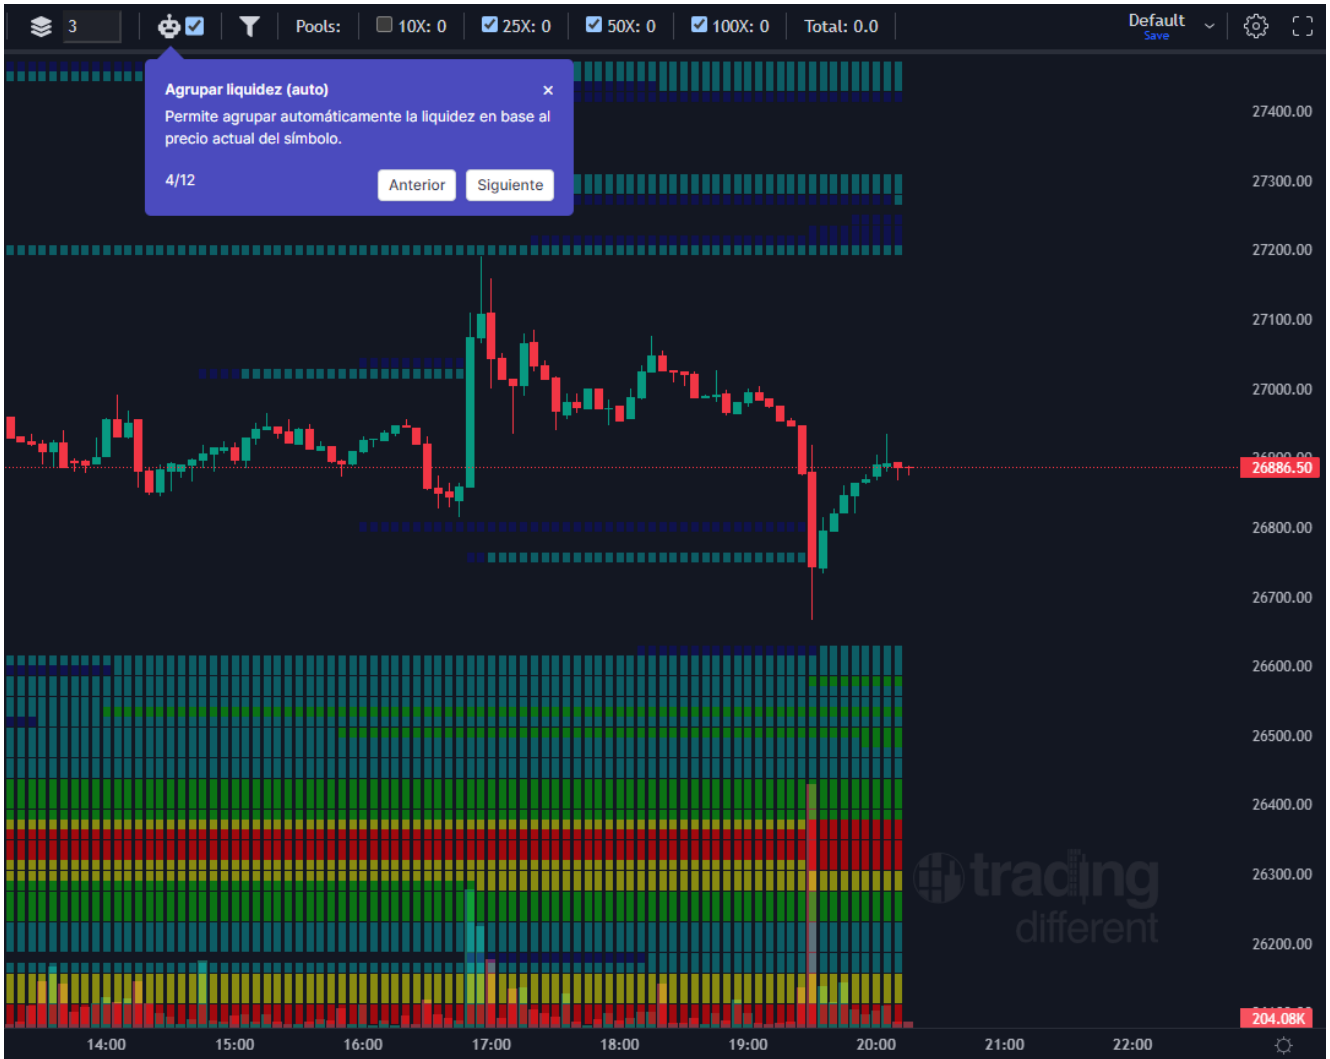 3
Pools:
10X: 0
25X: 0
50X: 0
100X: 0
Total: 0.0
Default
Save
Agrupar liquidez (auto)
×
Permite agrupar automáticamente la liquidez en base al
precio actual del símbolo.
4/12
Anterior
Siguiente
27400.00
27300.00
27200.00
27100.00
27000.00
26886.50
26800.00
26700.00
26600.00
26500.00
26400.00
26300.00
26200.00
204.08K
trading
different
14:00
15:00
16:00
17:00
18:00
19:00
20:00
21:00
22:00